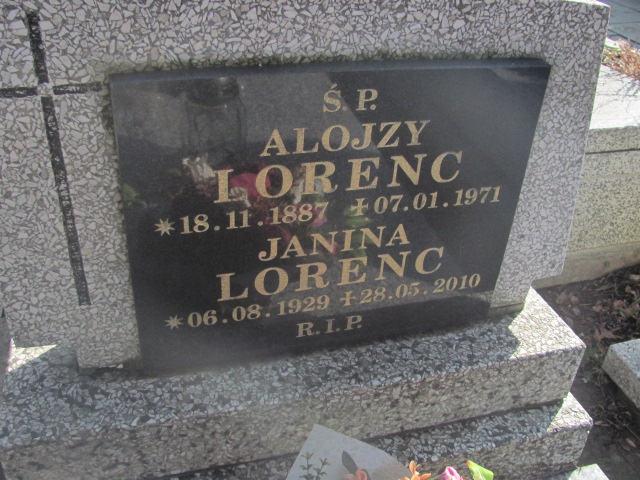 Ś. P.
ALOJZY
LORENC
*18.11.1887 ✝07.01.1971
JANINA
LORENC
*06.08.1929 ✝28.05.2010
R.I.P.